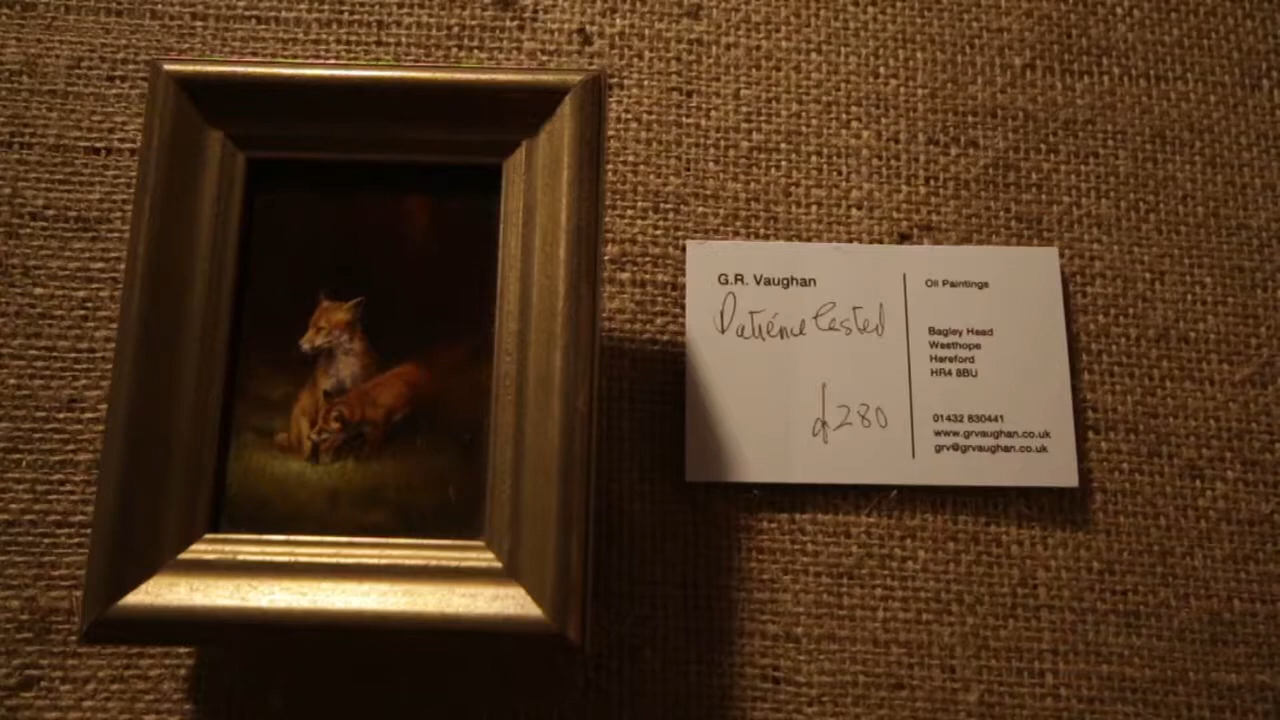 G.R. Vaughan
Patience Tested
£280
Oil Paintings
Bagley Head
Westhope
Hereford
HR4 8BU
01432 830441
www.grvaughan.co.uk
grv@grvaughan.co.uk